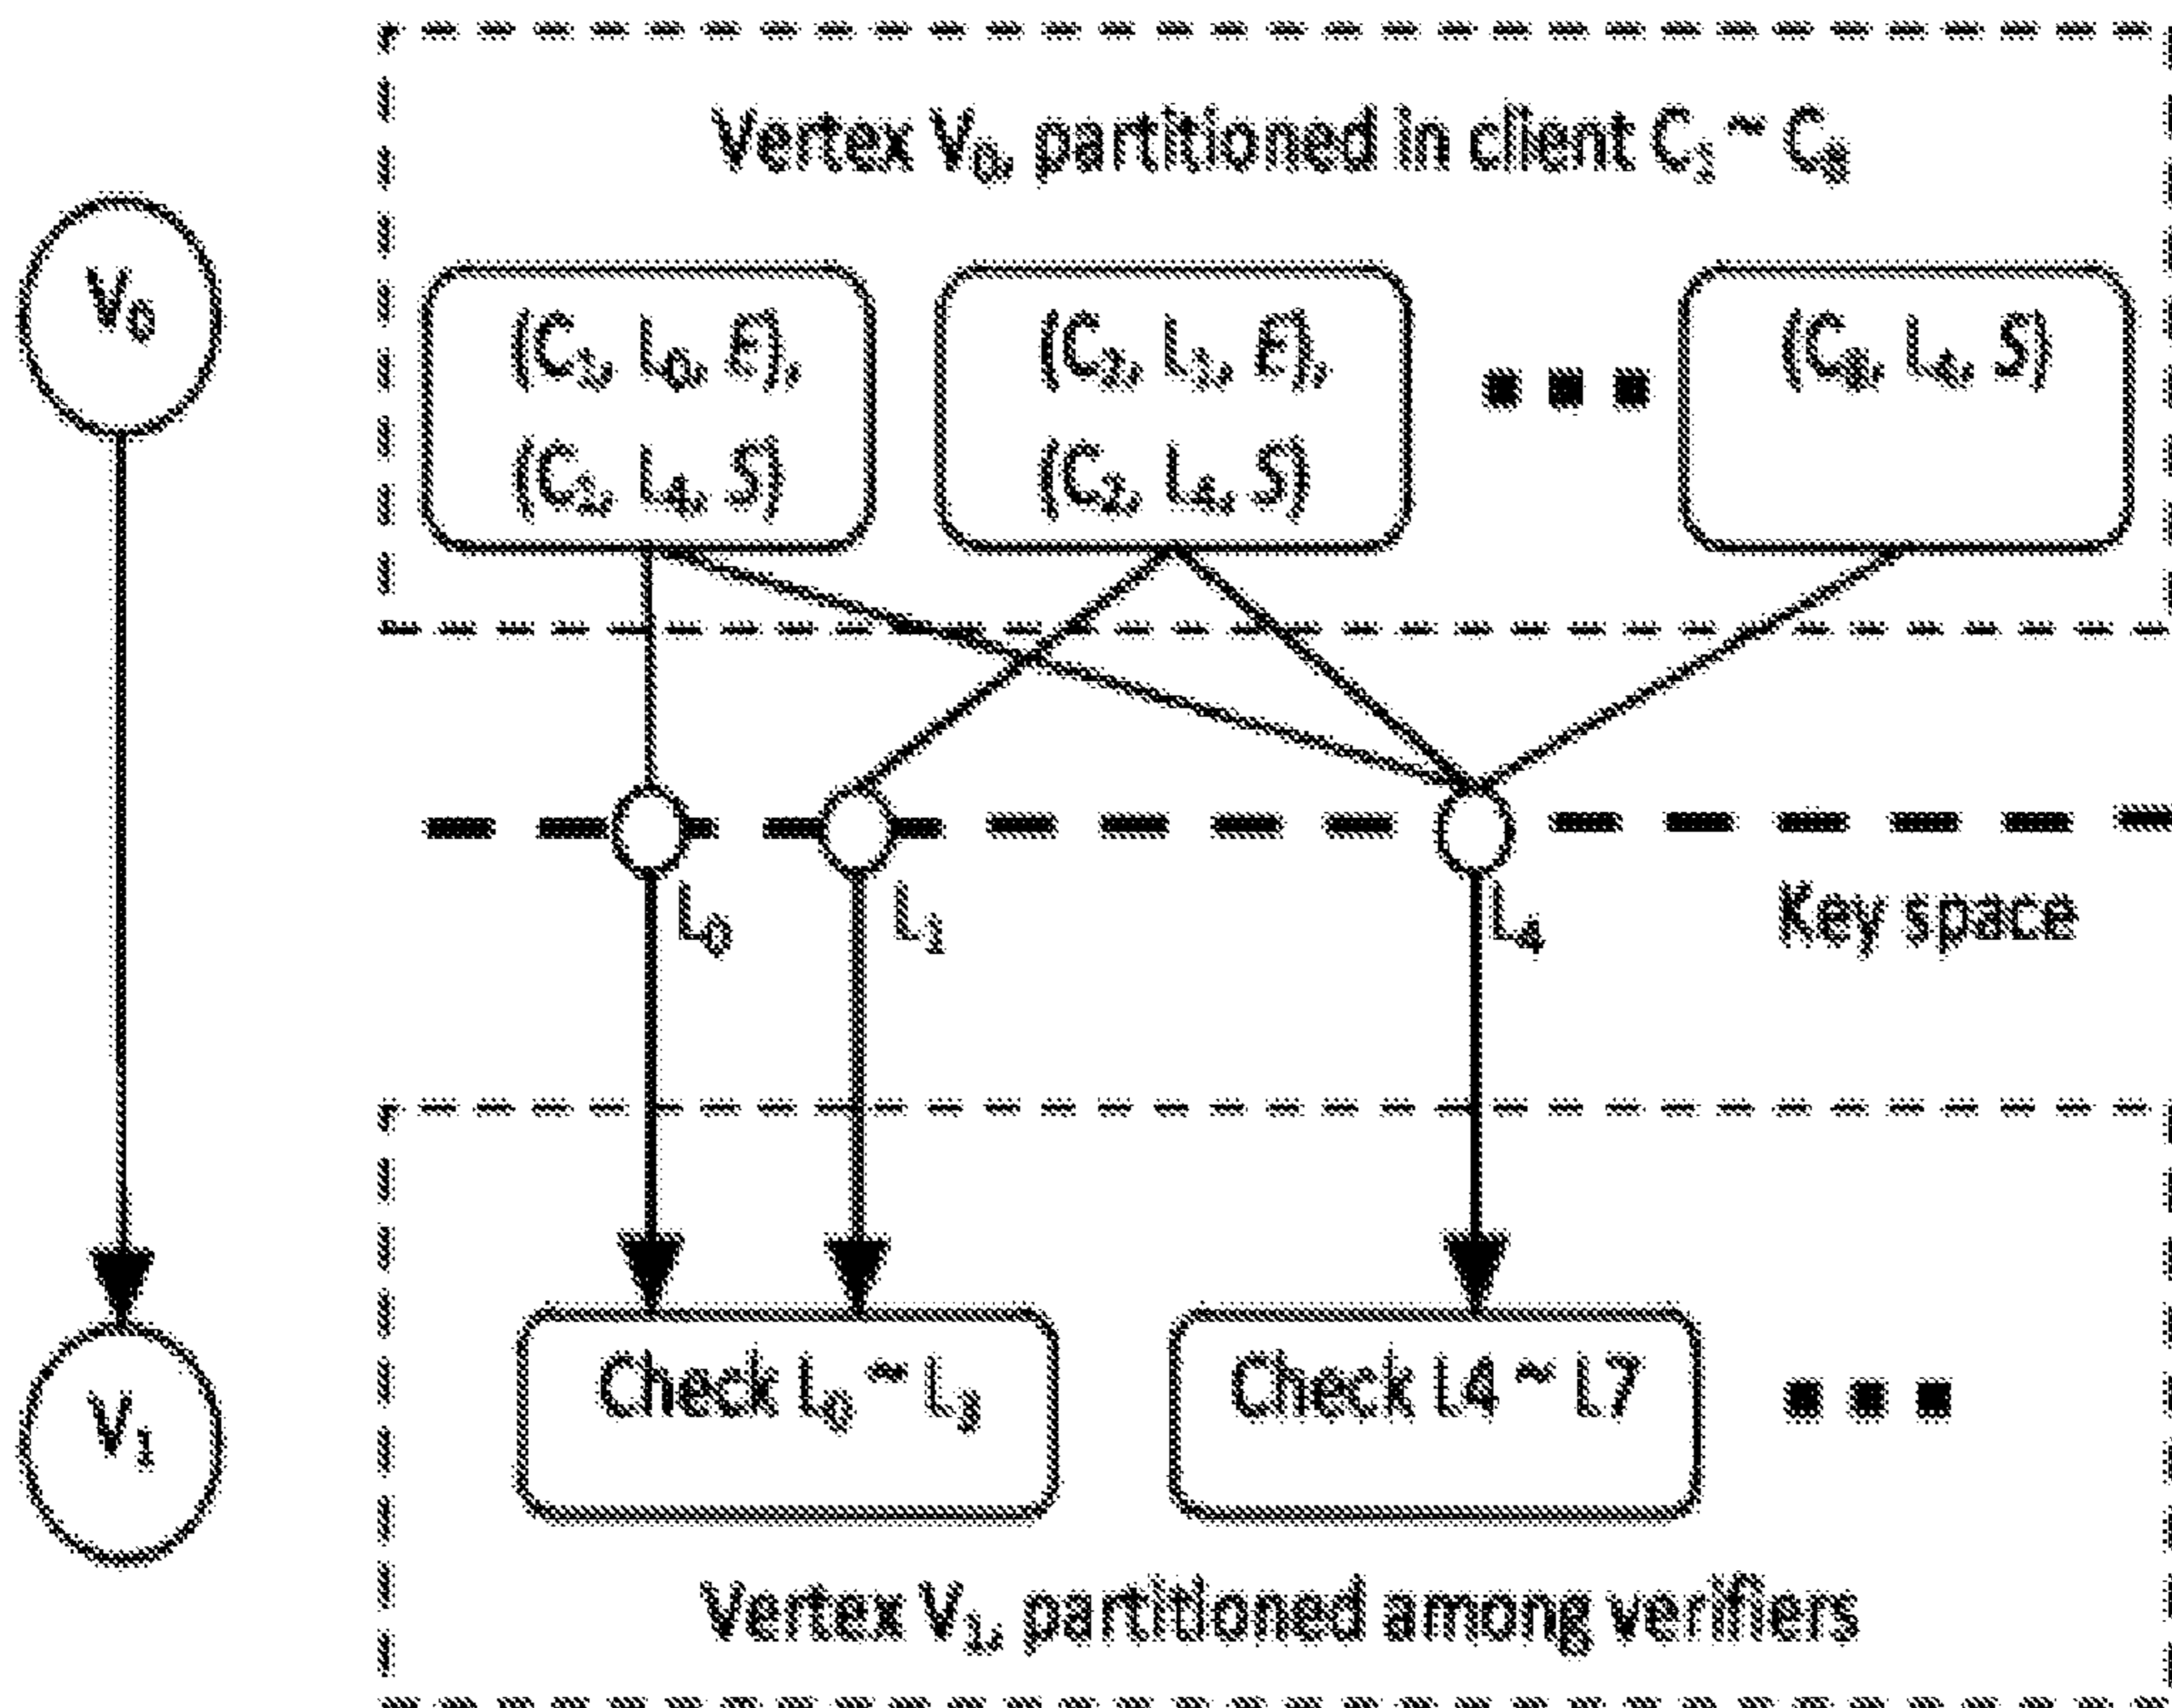 Vertex V₀, partitioned in client C₁ ~ C₈
V₀
(C₁, L₀, E),
(C₁, L₄, S)
(C₂, L₁, E),
(C₂, L₄, S)
(C₈, L₄, S)
L₀
L₁
L₄
Key space
V₁
Check L₀ ~ L₃
Check L4 ~ L7
Vertex V₁, partitioned among verifiers